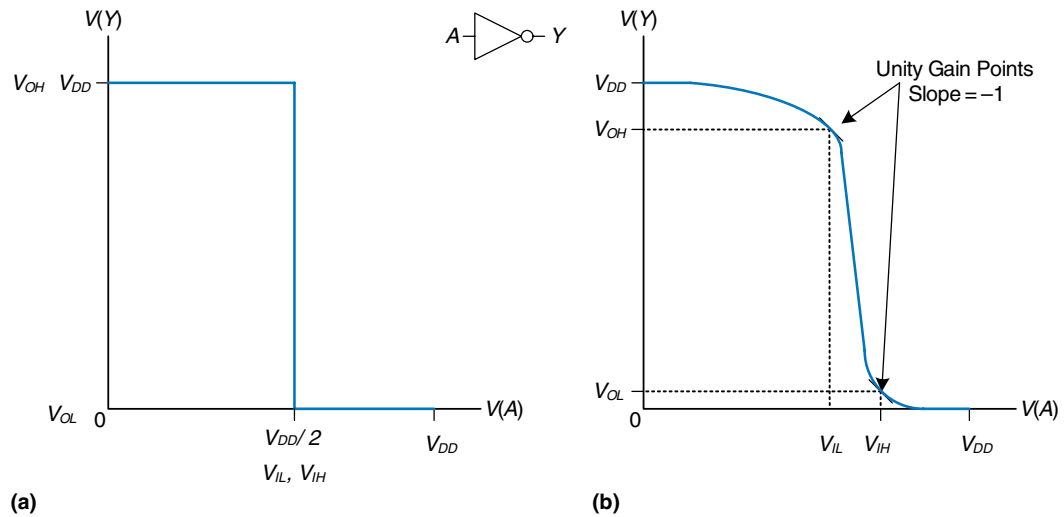 V(Y)
A Y
V_OH V_DD
V_OL 0
V(A)
V_DD/2
V_DD
V_IL, V_IH
(a)
V(Y)
Unity Gain Points
Slope = –1
V_DD
V_OH
V_OL
0
V(A)
V_IL V_IH V_DD
(b)